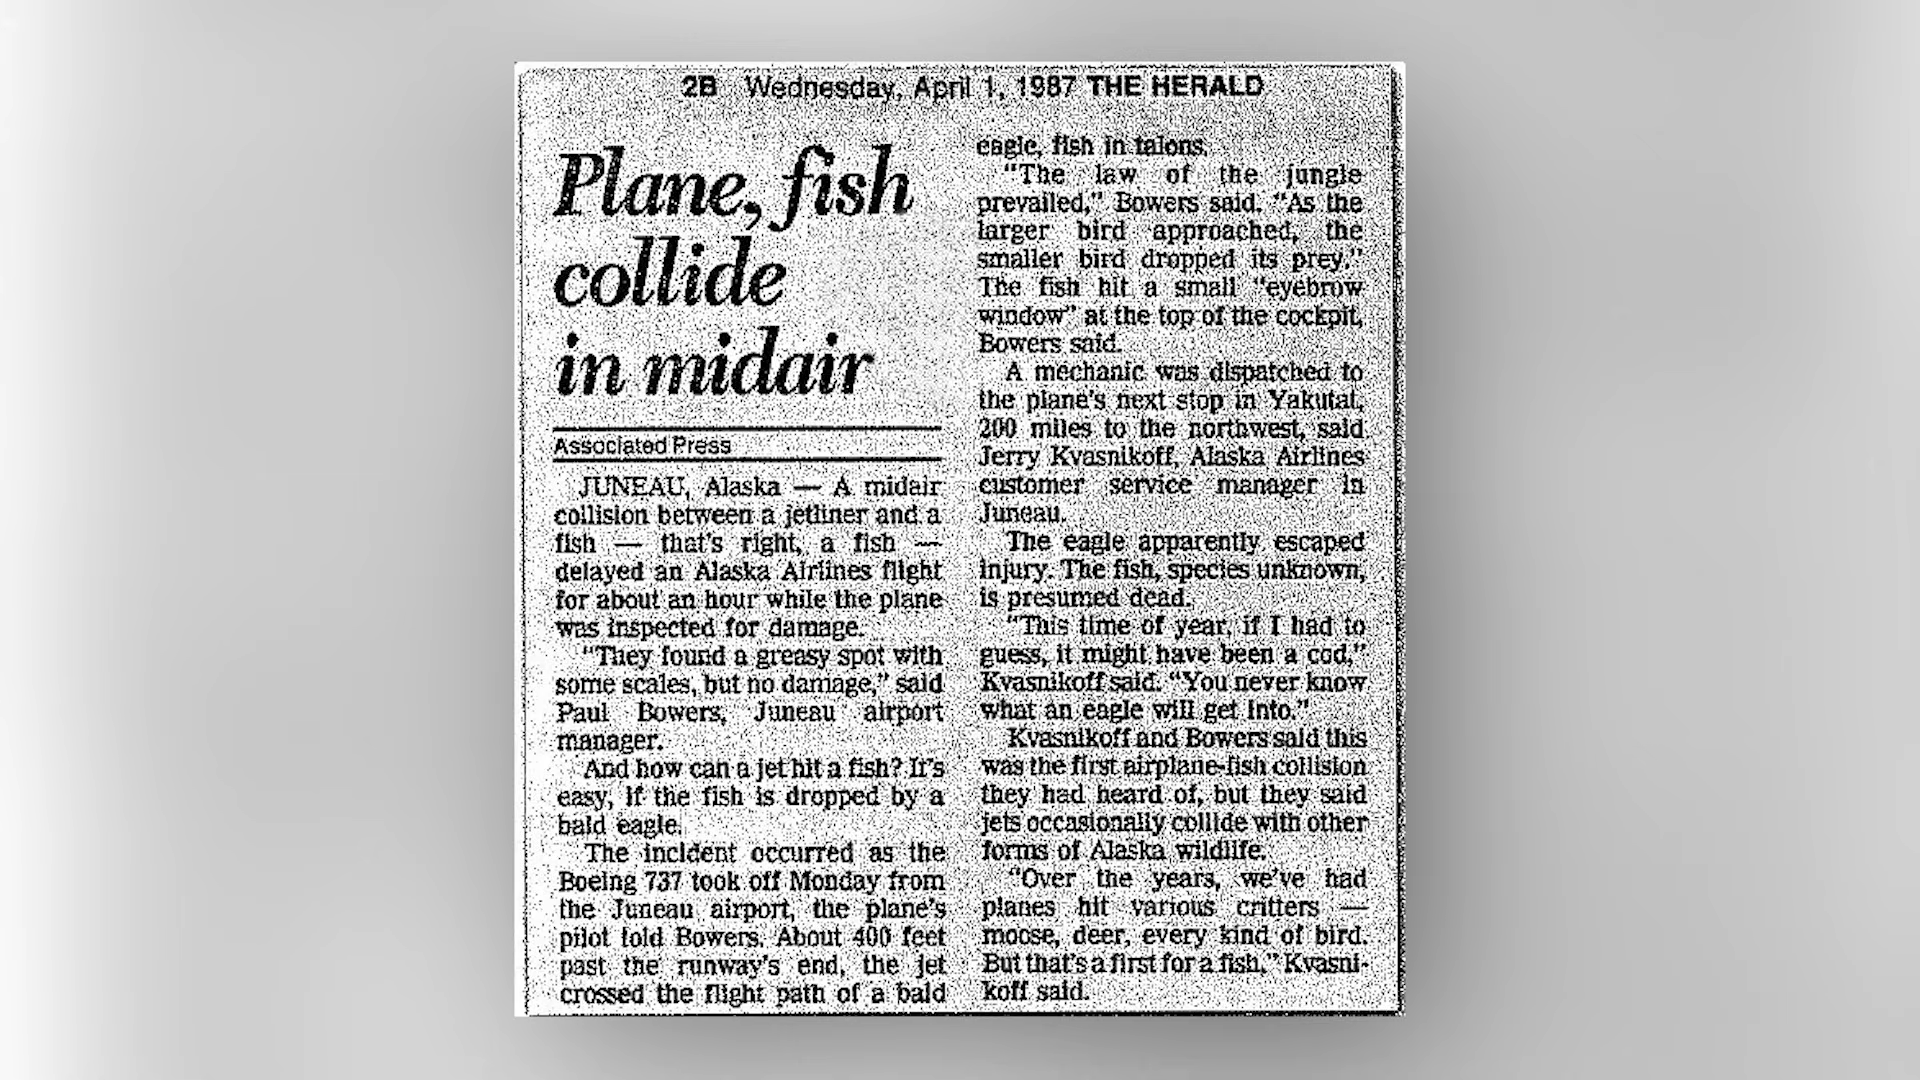 2B Wednesday, April 1, 1987 THE HERALD
Plane, fish
collide
in midair
Associated Press
JUNEAU, Alaska — A midair
collision between a jetliner and a
fish — that's right, a fish —
delayed an Alaska Airlines flight
for about an hour while the plane
was inspected for damage.
"They found a greasy spot with
some scales, but no damage," said
Paul Bowers, Juneau airport
manager.
And how can a jet hit a fish? It's
easy, if the fish is dropped by a
bald eagle.
The incident occurred as the
Boeing 737 took off Monday from
the Juneau airport, the plane's
pilot told Bowers. About 400 feet
past the runway's end, the jet
crossed the flight path of a bald
eagle, fish in talons.
"The law of the jungle
prevailed," Bowers said. "As the
larger bird approached, the
smaller bird dropped its prey."
The fish hit a small "eyebrow
window" at the top of the cockpit,
Bowers said.
A mechanic was dispatched to
the plane's next stop in Yakutat,
200 miles to the northwest, said
Jerry Kvasnikoff, Alaska Airlines
customer service manager in
Juneau.
The eagle apparently escaped
injury. The fish, species unknown,
is presumed dead.
"This time of year, if I had to
guess, it might have been a cod,"
Kvasnikoff said. "You never know
what an eagle will get into."
Kvasnikoff and Bowers said this
was the first airplane-fish collision
they had heard of, but they said
jets occasionally collide with other
forms of Alaska wildlife.
"Over the years, we've had
planes hit various critters —
moose, deer, every kind of bird.
But that's a first for a fish," Kvasni-
koff said.